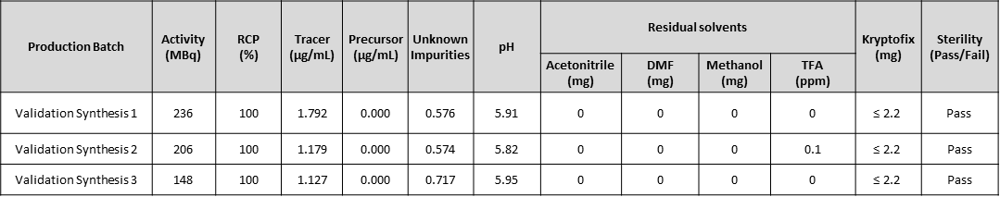 Production Batch Activity (MBq) RCP (%) Tracer (µg/mL) Precursor (µg/mL) Unknown Impurities pH Residual solvents Kryptofix (mg) Sterility (Pass/Fail)
Acetonitrile (mg) DMF (mg) Methanol (mg) TFA (ppm)
Validation Synthesis 1 236 100 1.792 0.000 0.576 5.91 0 0 0 0 ≤ 2.2 Pass
Validation Synthesis 2 206 100 1.179 0.000 0.574 5.82 0 0 0 0.1 ≤ 2.2 Pass
Validation Synthesis 3 148 100 1.127 0.000 0.717 5.95 0 0 0 0 ≤ 2.2 Pass